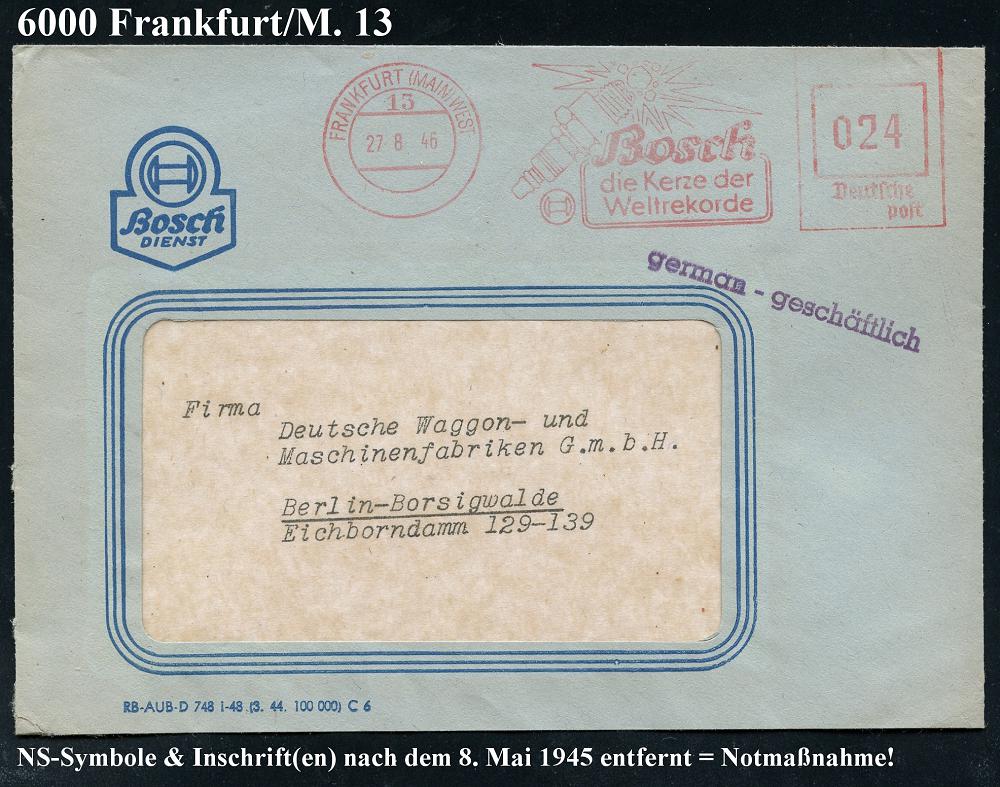 6000 Frankfurt/M. 13
FRANKFURT (MAIN) WEST
13
27 8 46
Bosch
die Kerze der
Weltrekorde
024
Deutsche
post
Bosch
DIENST
german - geschäftlich
Firma
Deutsche Waggon- und
Maschinenfabriken G.m.b.H.
Berlin-Borsigwalde
Eichborndamm 129-139
RB-AUB-D 748 i-48 (3. 44. 100 000) C 6
NS-Symbole & Inschrift(en) nach dem 8. Mai 1945 entfernt = Notmaßnahme!